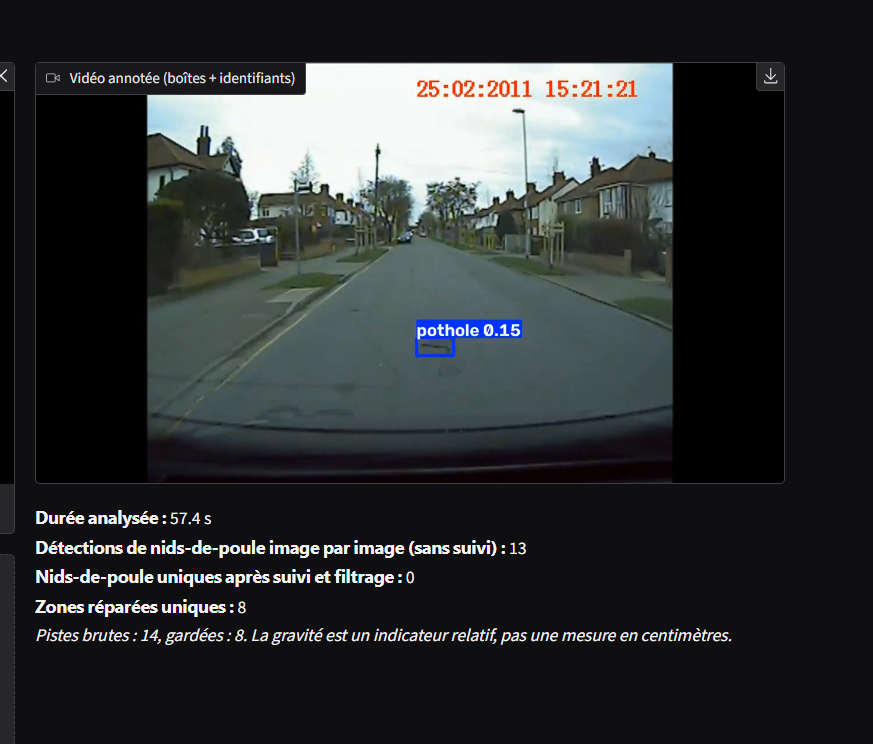 Vidéo annotée (boîtes + identifiants)
25:02:2011 15:21:21
pothole 0.15
Durée analysée : 57.4 s
Détections de nids-de-poule image par image (sans suivi) : 13
Nids-de-poule uniques après suivi et filtrage : 0
Zones réparées uniques : 8
Pistes brutes : 14, gardées : 8. La gravité est un indicateur relatif, pas une mesure en centimètres.